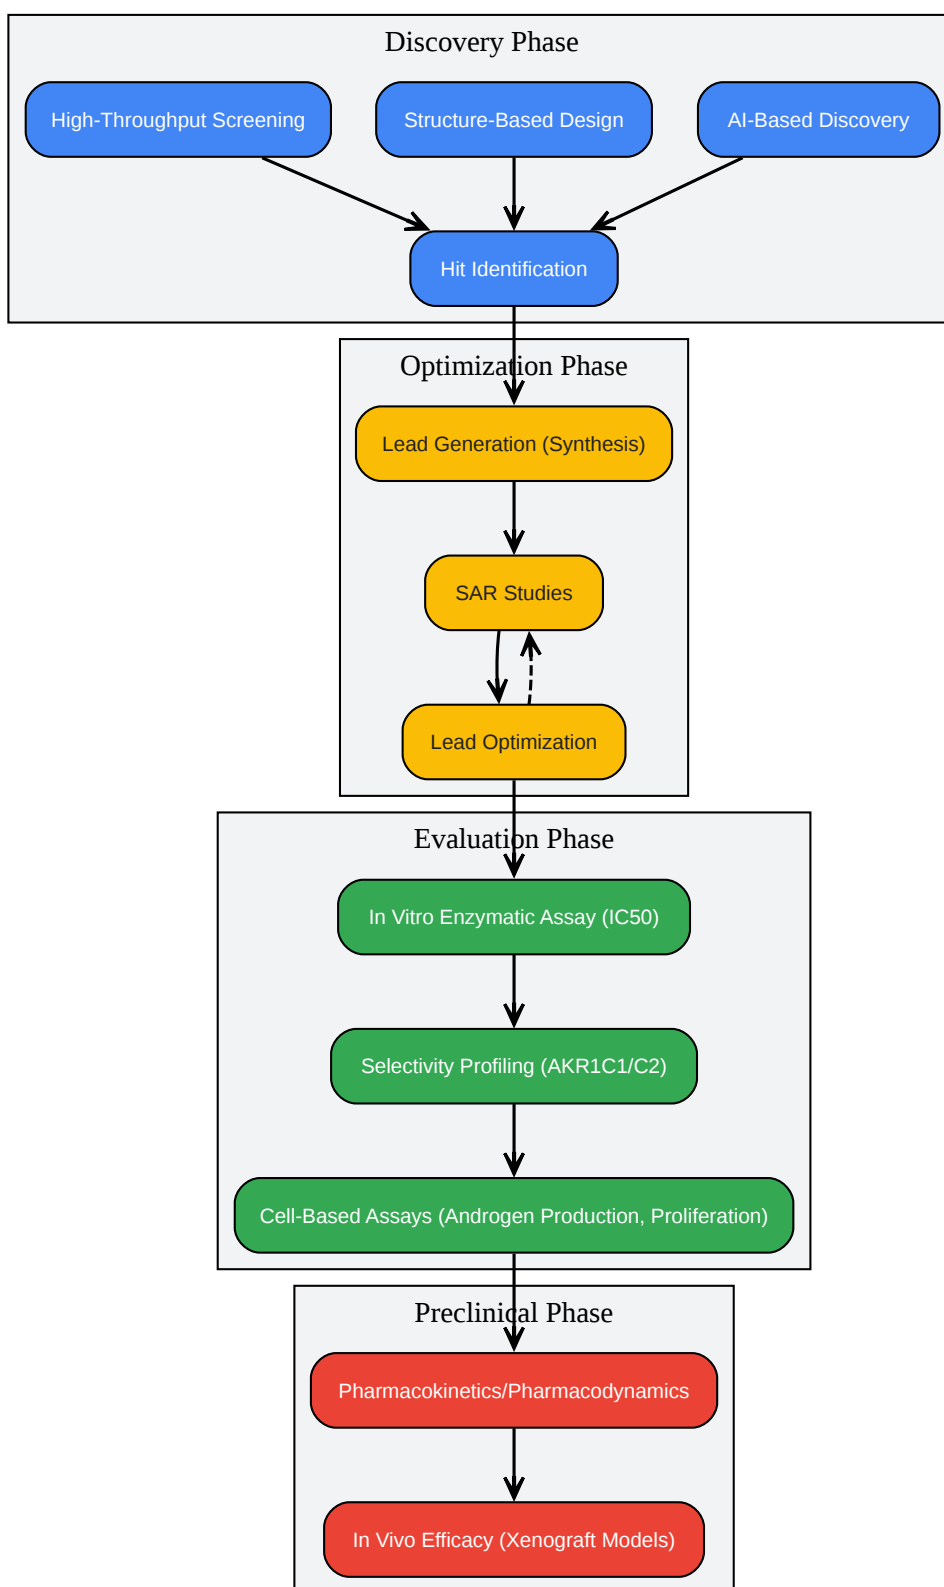 Discovery Phase
High-Throughput Screening
Structure-Based Design
AI-Based Discovery
Hit Identification
Optimization Phase
Lead Generation (Synthesis)
SAR Studies
Lead Optimization
Evaluation Phase
In Vitro Enzymatic Assay (IC50)
Selectivity Profiling (AKR1C1/C2)
Cell-Based Assays (Androgen Production, Proliferation)
Preclinical Phase
Pharmacokinetics/Pharmacodynamics
In Vivo Efficacy (Xenograft Models)